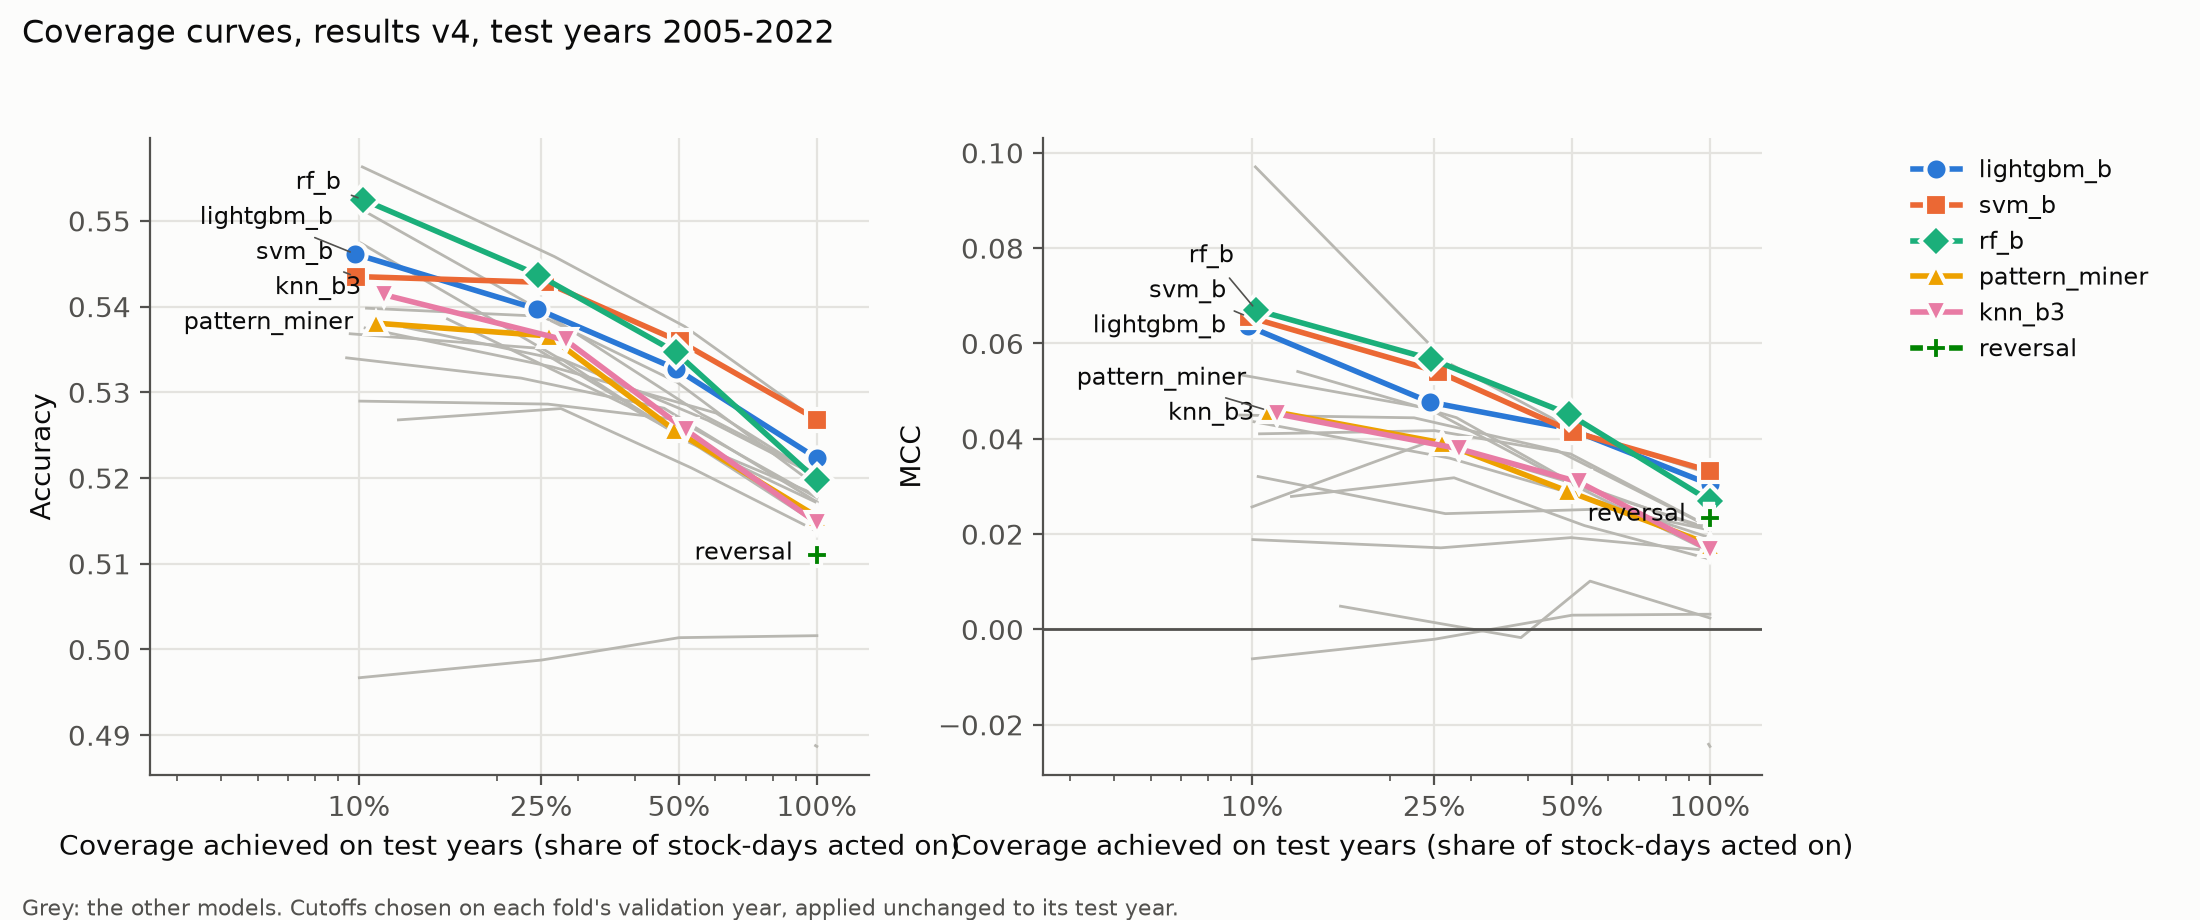 Coverage curves, results v4, test years 2005-2022
Accuracy
0.55
0.54
0.53
0.52
0.51
0.50
0.49
rf_b
lightgbm_b
svm_b
knn_b3
pattern_miner
reversal
10% 25% 50% 100%
Coverage achieved on test years (share of stock-days acted on)
MCC
0.10
0.08
0.06
0.04
0.02
0.00
−0.02
rf_b
svm_b
lightgbm_b
pattern_miner
knn_b3
reversal
10% 25% 50% 100%
Coverage achieved on test years (share of stock-days acted on)
lightgbm_b
svm_b
rf_b
pattern_miner
knn_b3
reversal
Grey: the other models. Cutoffs chosen on each fold's validation year, applied unchanged to its test year.